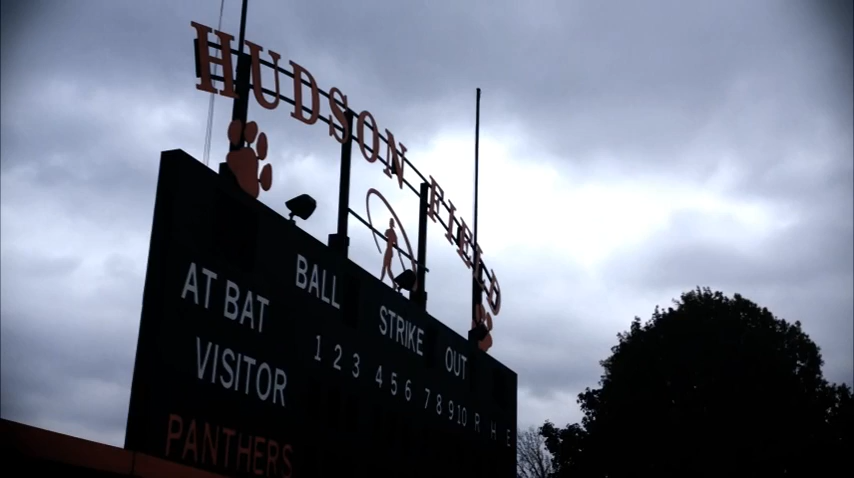 HUDSON FIELD
BALL STRIKE OUT
AT BAT
1 2 3 4 5 6 7 8 9 10 R H E
VISITOR
PANTHERS